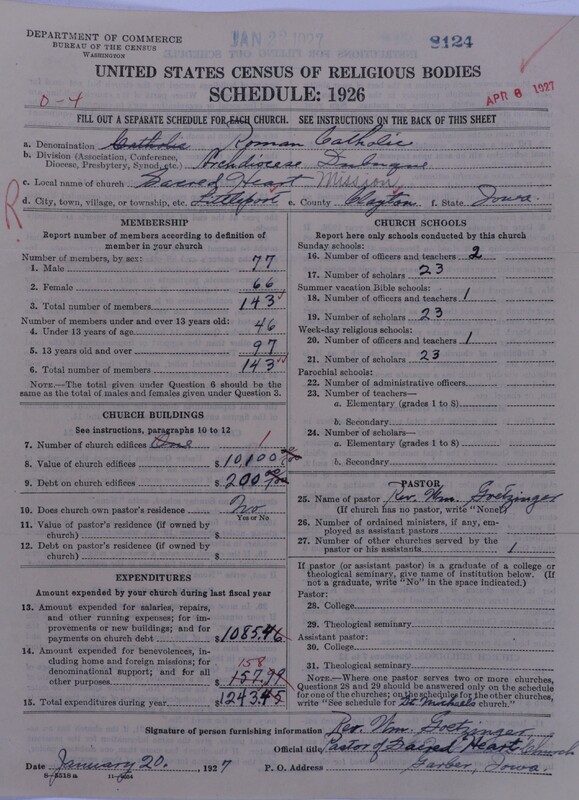 DEPARTMENT OF COMMERCE
BUREAU OF THE CENSUS
WASHINGTON
JAN 22 1927
8124
UNITED STATES CENSUS OF RELIGIOUS BODIES
SCHEDULE: 1926
0-4
APR 8 1927
FILL OUT A SEPARATE SCHEDULE FOR EACH CHURCH. SEE INSTRUCTIONS ON THE BACK OF THIS SHEET
a. Denomination Catholic Roman Catholic
b. Division (Association, Conference, Diocese, Presbytery, Synod, etc.) Archdiocese Dubuque
c. Local name of church Sacred Heart Mission
d. City, town, village, or township, etc. Littleport e. County Clayton f. State Iowa.
R
MEMBERSHIP
Report number of members according to definition of member in your church
Number of members, by sex:
1. Male 77
2. Female 66
3. Total number of members 143
Number of members under and over 13 years old:
4. Under 13 years of age 46
5. 13 years old and over 97
6. Total number of members 143
NOTE.—The total given under Question 6 should be the same as the total of males and females given under Question 3.
CHURCH BUILDINGS
See instructions, paragraphs 10 to 12
7. Number of church edifices One 1
8. Value of church edifices $ 10,100 00
9. Debt on church edifices $ 200 00
10. Does church own pastor's residence No
Yes or No
11. Value of pastor's residence (if owned by church) $
12. Debt on pastor's residence (if owned by church) $
EXPENDITURES
Amount expended by your church during last fiscal year
13. Amount expended for salaries, repairs, and other running expenses; for improvements or new buildings; and for payments on church debt $ 1085.46
14. Amount expended for benevolences, including home and foreign missions; for denominational support; and for all other purposes 158 $ 157.99
15. Total expenditures during year $ 1243.45
CHURCH SCHOOLS
Report here only schools conducted by this church
Sunday schools:
16. Number of officers and teachers 2
17. Number of scholars 23
Summer vacation Bible schools:
18. Number of officers and teachers 1
19. Number of scholars 23
Week-day religious schools:
20. Number of officers and teachers 1
21. Number of scholars 23
Parochial schools:
22. Number of administrative officers
23. Number of teachers—
a. Elementary (grades 1 to 8)
b. Secondary
24. Number of scholars—
a. Elementary (grades 1 to 8)
b. Secondary
PASTOR
25. Name of pastor Rev. Wm. Goetzinger
(If church has no pastor, write "None")
26. Number of ordained ministers, if any, employed as assistant pastors
27. Number of other churches served by the pastor or his assistants 1
If pastor (or assistant pastor) is a graduate of a college or theological seminary, give name of institution below. (If not a graduate, write "No" in the space indicated.)
Pastor:
28. College
29. Theological seminary
Assistant pastor:
30. College
31. Theological seminary
NOTE.—Where one pastor serves two or more churches, Questions 28 and 29 should be answered only on the schedule for one of the churches; on the schedule for the other churches, write "See schedule for St. Michaels church."
Signature of person furnishing information Rev. Wm. Goetzinger
Official title Pastor of Sacred Heart Church
Date January 20. 1927 P. O. Address Garber, Iowa.